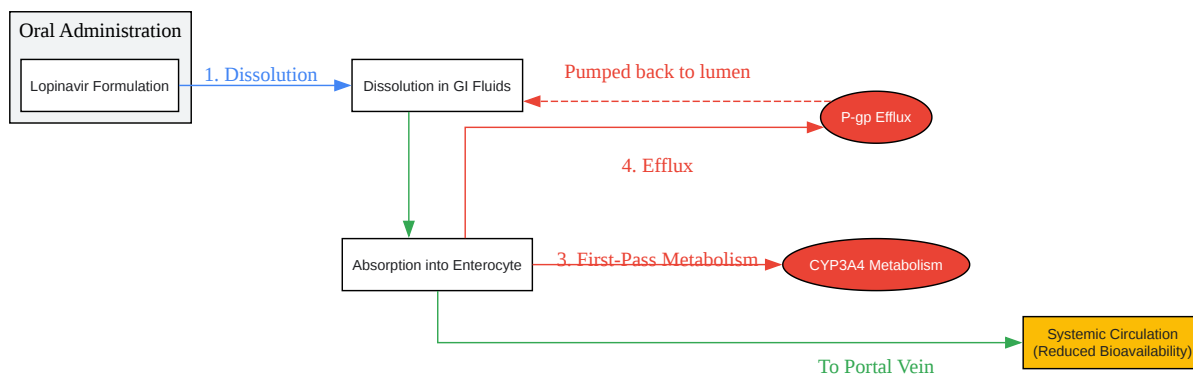 Oral Administration
Lopinavir Formulation
1. Dissolution
Dissolution in GI Fluids
Pumped back to lumen
P-gp Efflux
4. Efflux
Absorption into Enterocyte
3. First-Pass Metabolism
CYP3A4 Metabolism
Systemic Circulation
(Reduced Bioavailability)
To Portal Vein